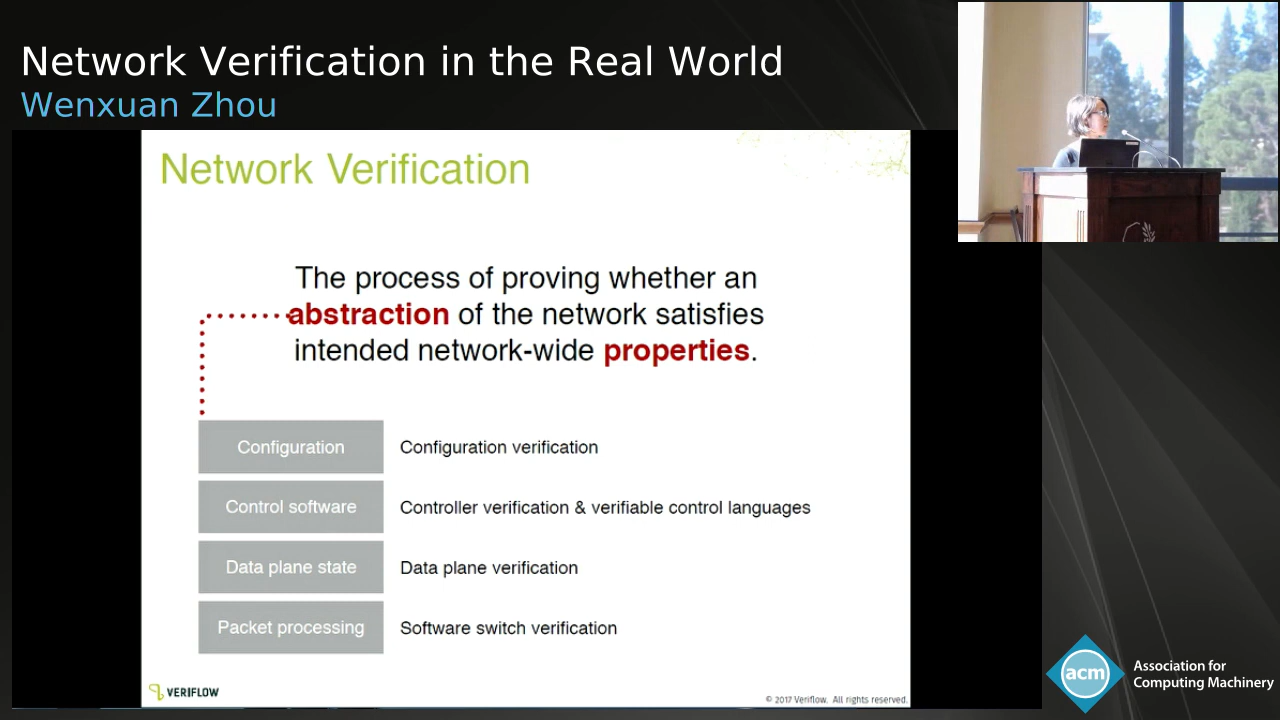 Network Verification in the Real World
Wenxuan Zhou
Network Verification
The process of proving whether an
abstraction of the network satisfies
intended network-wide properties.
Configuration Configuration verification
Control software Controller verification & verifiable control languages
Data plane state Data plane verification
Packet processing Software switch verification
VERIFLOW
© 2017 Veriflow. All rights reserved.
acm
Association for
Computing Machinery